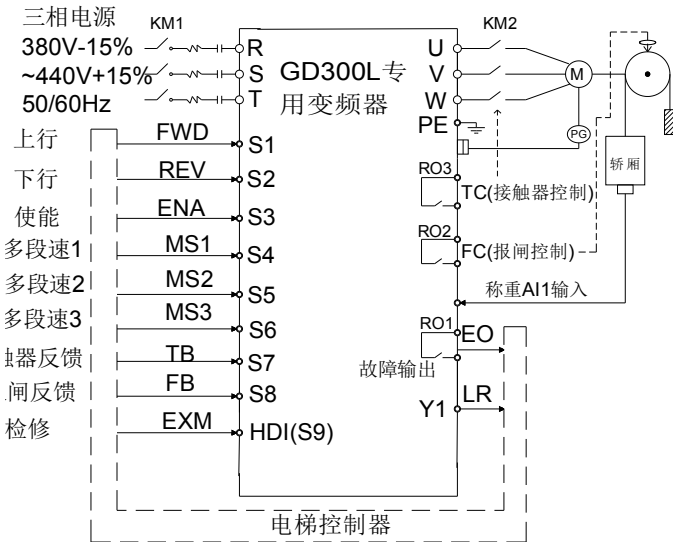 三相电源
KM1
KM2
380V-15%
R
U
~440V+15%
S
GD300L专
V
M
50/60Hz
T
用变频器
W
PE
PG
上行
FWD
S1
轿厢
下行
REV
S2
RO3
TC(接触器控制)
使能
ENA
S3
多段速1
MS1
S4
RO2
FC(报闸控制)
多段速2
MS2
S5
称重AI1输入
多段速3
MS3
S6
RO1
EO
触器反馈
TB
S7
故障输出
闸反馈
FB
S8
检修
EXM
HDI(S9)
Y1
LR
电梯控制器